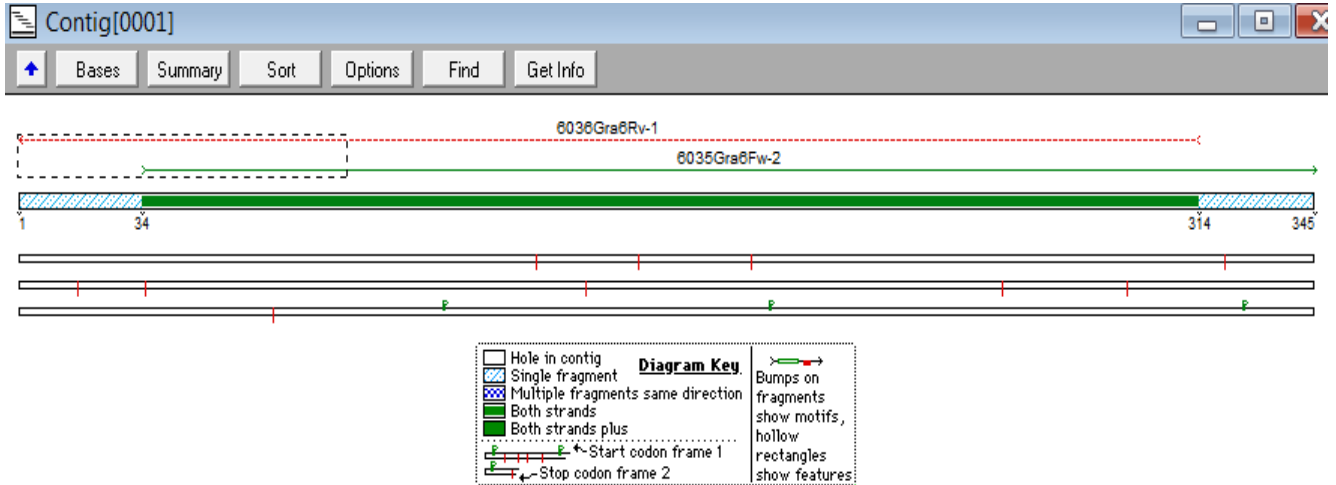 Contig[0001]
Bases Summary Sort Options Find Get Info
6036Gra6Rv-1
6035Gra6Fw-2
1 34 314 345
Diagram Key
Hole in contig
Single fragment
Multiple fragments same direction
Both strands
Both strands plus
Start codon frame 1
Stop codon frame 2
Bumps on
fragments
show motifs,
hollow
rectangles
show features